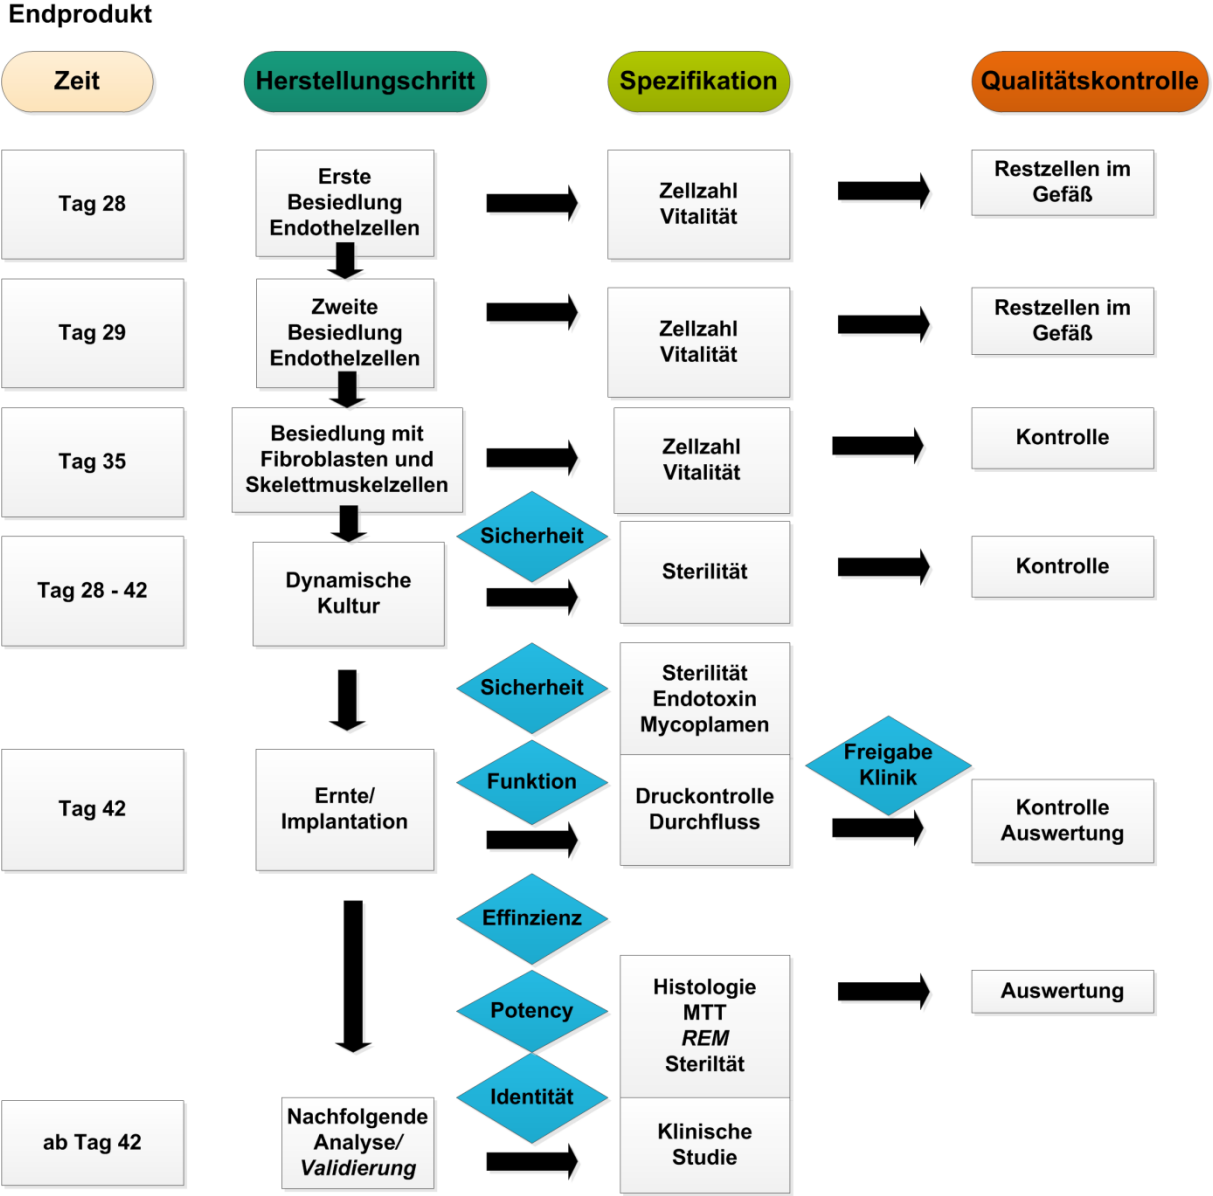 Endprodukt
Zeit
Herstellungschritt
Spezifikation
Qualitätskontrolle
Tag 28
Erste
Besiedlung
Endothelzellen
Zellzahl
Vitalität
Restzellen im
Gefäß
Tag 29
Zweite
Besiedlung
Endothelzellen
Zellzahl
Vitalität
Restzellen im
Gefäß
Tag 35
Besiedlung mit
Fibroblasten und
Skelettmuskelzellen
Zellzahl
Vitalität
Kontrolle
Tag 28 - 42
Dynamische
Kultur
Sicherheit
Sterilität
Kontrolle
Sicherheit
Sterilität
Endotoxin
Mycoplamen
Tag 42
Ernte/
Implantation
Funktion
Druckontrolle
Durchfluss
Freigabe
Klinik
Kontrolle
Auswertung
Effinzienz
Potency
Identität
Histologie
MTT
REM
Steriltät
Auswertung
ab Tag 42
Nachfolgende
Analyse/
Validierung
Klinische
Studie